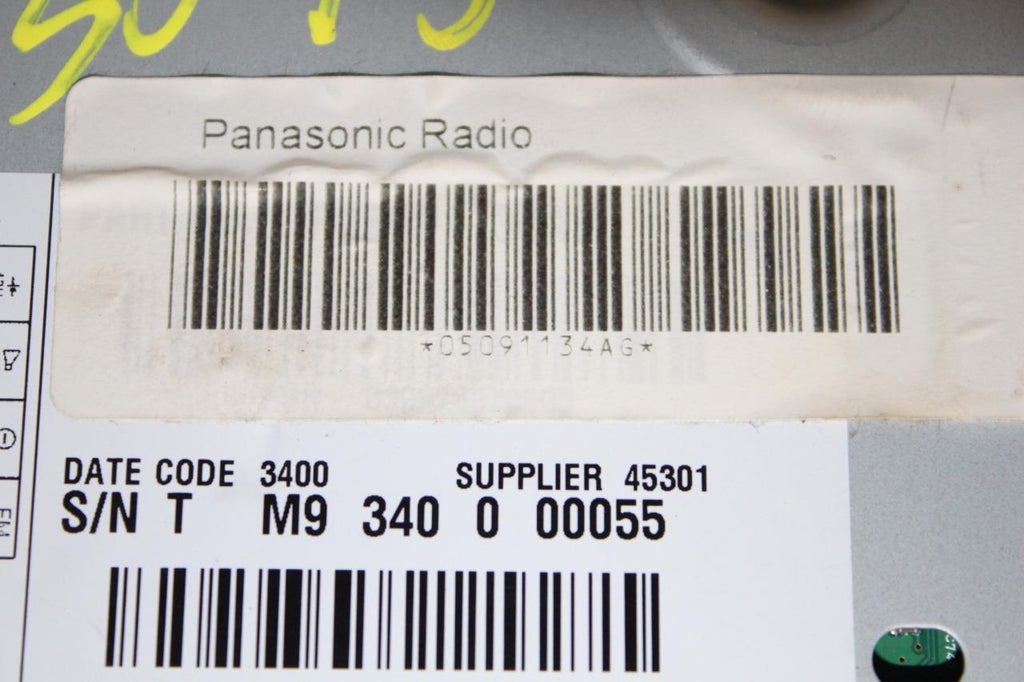 Panasonic Radio
*05091134AG*
DATE CODE 3400 SUPPLIER 45301
S/N T M9 340 0 00055